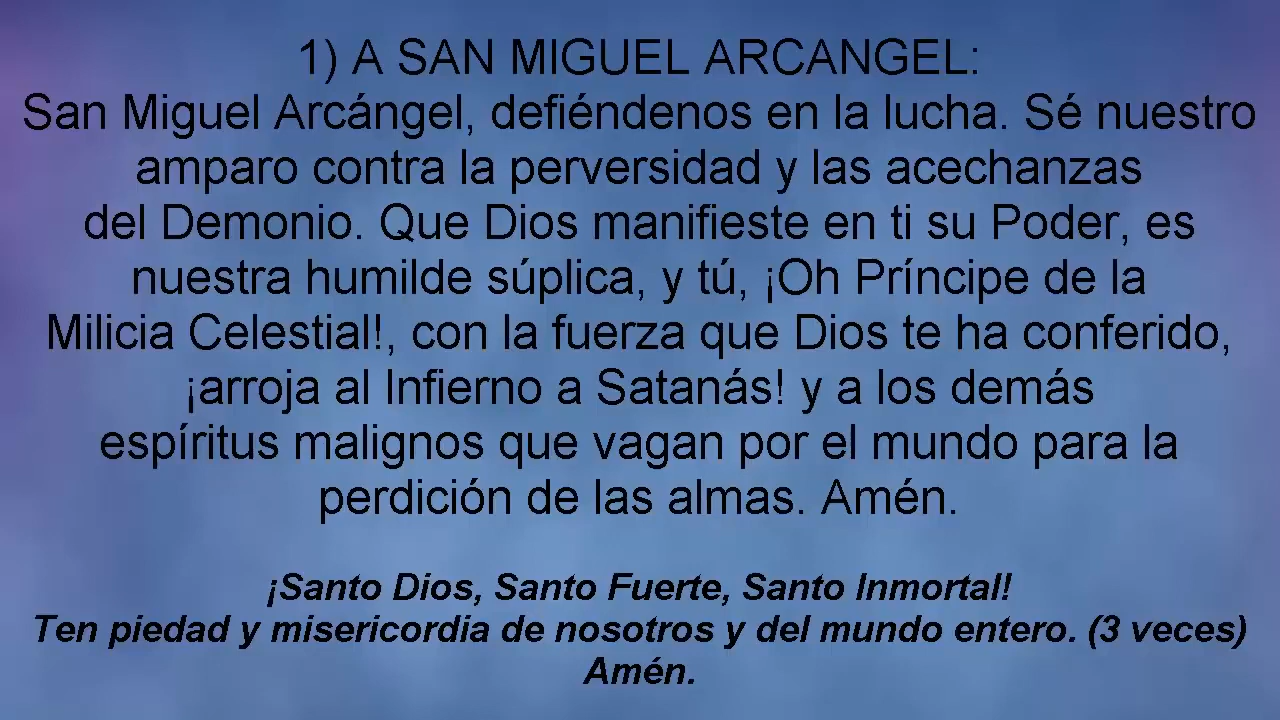 1) A SAN MIGUEL ARCANGEL:
San Miguel Arcángel, defiéndenos en la lucha. Sé nuestro
amparo contra la perversidad y las acechanzas
del Demonio. Que Dios manifieste en ti su Poder, es
nuestra humilde súplica, y tú, ¡Oh Príncipe de la
Milicia Celestial!, con la fuerza que Dios te ha conferido,
¡arroja al Infierno a Satanás! y a los demás
espíritus malignos que vagan por el mundo para la
perdición de las almas. Amén.
¡Santo Dios, Santo Fuerte, Santo Inmortal!
Ten piedad y misericordia de nosotros y del mundo entero. (3 veces)
Amén.